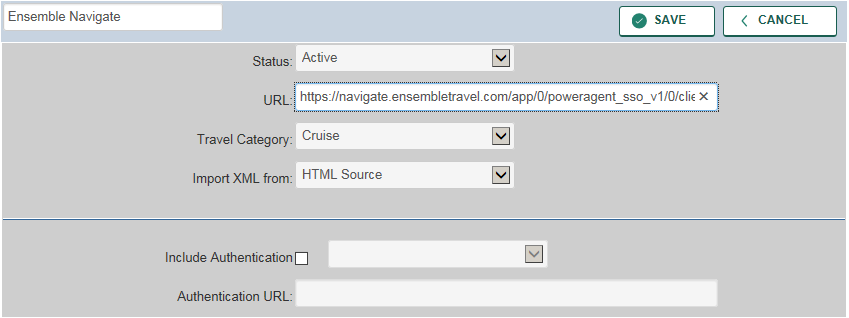 Ensemble Navigate
SAVE
CANCEL
Status: Active
URL: https://navigate.ensembletravel.com/app/0/poweragent_sso_v1/0/clie
Travel Category: Cruise
Import XML from: HTML Source
Include Authentication
Authentication URL: